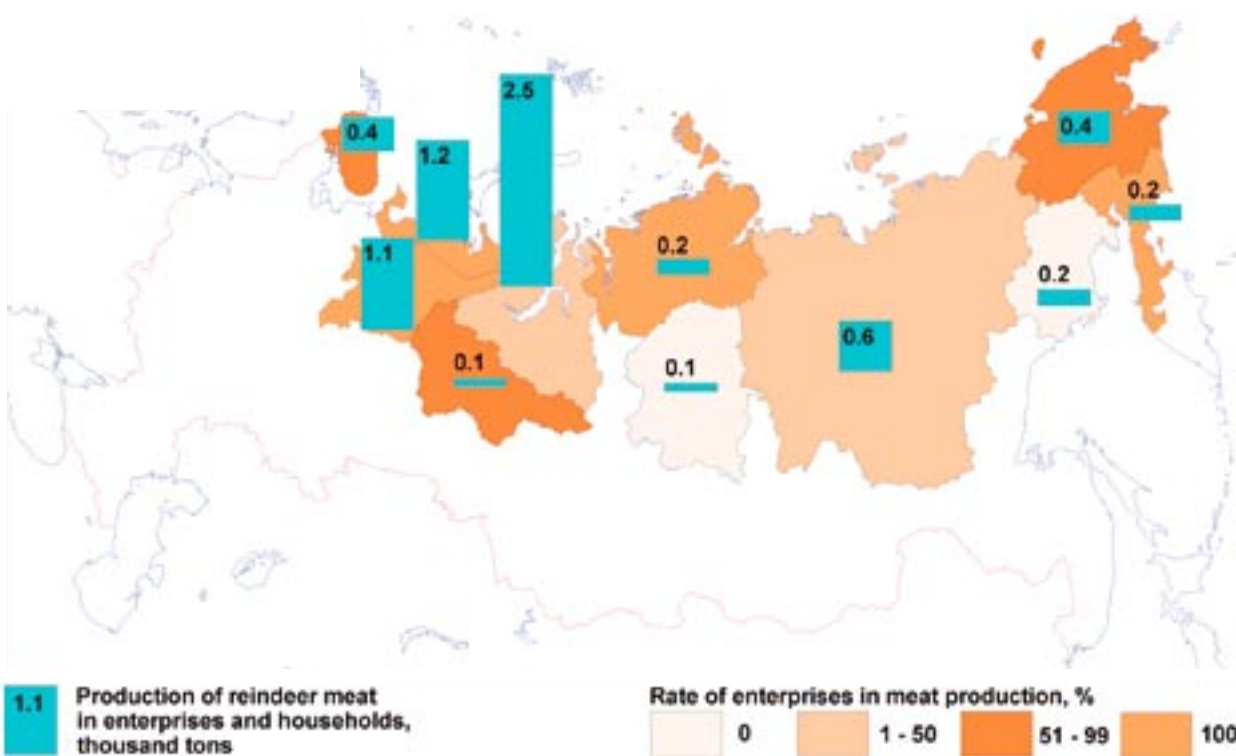 2.5
0.4
1.2
0.4
0.2
1.1
0.2
0.2
0.6
0.1
0.1
1.1
Production of reindeer meat
in enterprises and households,
thousand tons
Rate of enterprises in meat production, %
0
1 - 50
51 - 99
100